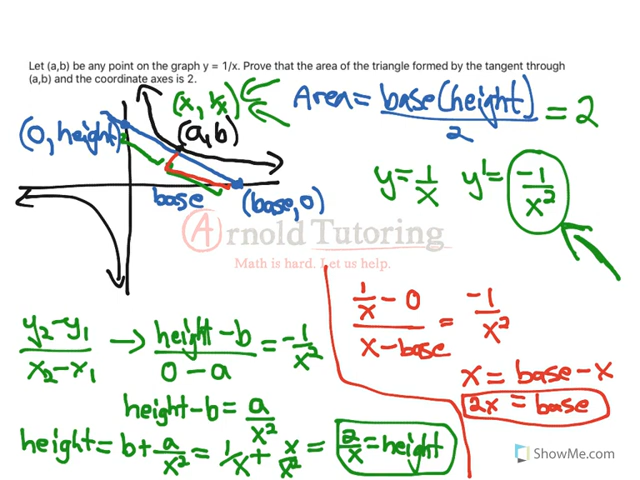 Let (a,b) be any point on the graph y = 1/x. Prove that the area of the triangle formed by the tangent through
(a,b) and the coordinate axes is 2.
(x, 1/x)
Area = base(height)/2 = 2
(0, height)
(a,b)
y = 1/x y' = -1/x²
base
(base, 0)
Arnold Tutoring
Math is hard. Let us help.
(1/x - 0)/(x - base) = -1/x²
(y₂-y₁)/(x₂-x₁) → (height - b)/(0 - a) = -1/x²
x = base - x
height - b = a/x²
2x = base
height = b + a/x² = 1/x + x/x² = 2/x = height
ShowMe.com